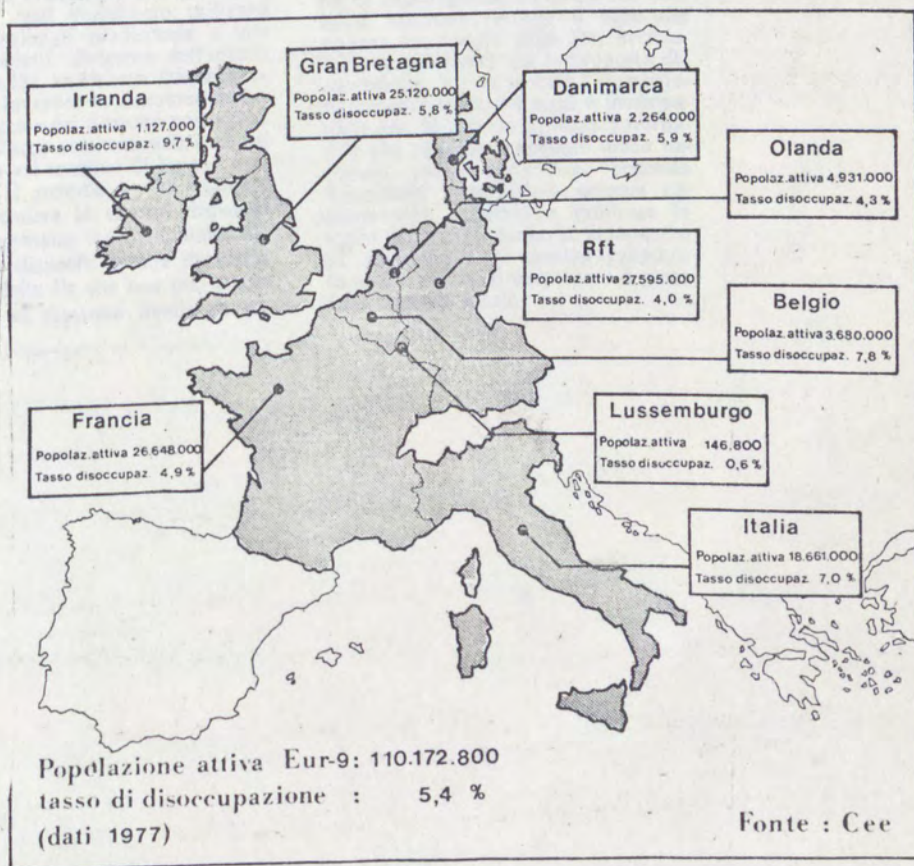 Irlanda
Popolaz.attiva 1.127.000
Tasso disoccupaz. 9,7 %
Gran Bretagna
Popolaz.attiva 25.120.000
Tasso disoccupaz. 5,8 %
Danimarca
Popolaz.attiva 2.264.000
Tasso disoccupaz. 5,9 %
Olanda
Popolaz.attiva 4.931.000
Tasso disoccupaz. 4,3 %
Rft
Popolaz.attiva 27.595.000
Tasso disoccupaz. 4,0 %
Belgio
Popolaz.attiva 3.680.000
Tasso disoccupaz. 7,8 %
Francia
Popolaz.attiva 26.648.000
Tasso disoccupaz. 4,9 %
Lussemburgo
Popolaz.attiva 146.800
Tasso disuccupaz. 0,6 %
Italia
Popolaz.attiva 18.661.000
Tasso disoccupaz. 7,0 %
Popolazione attiva Eur-9: 110.172.800
tasso di disoccupazione : 5,4 %
(dati 1977)
Fonte : Cee